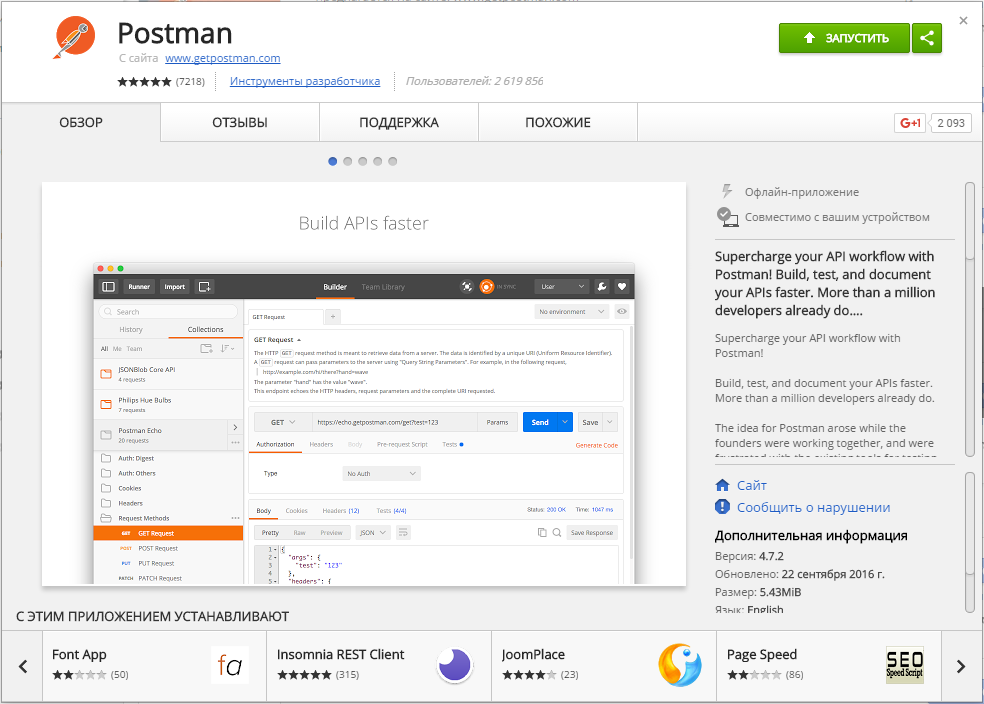 Postman
С сайта www.getpostman.com
(7218) Инструменты разработчика Пользователей: 2 619 856
ЗАПУСТИТЬ
ОБЗОР ОТЗЫВЫ ПОДДЕРЖКА ПОХОЖИЕ
G+1 2 093
Build APIs faster
Runner Import Builder Team Library IN SYNC User
Search
History Collections
All Me Team
JSONBlob Core API
4 requests
Philips Hue Bulbs
7 requests
Postman Echo
20 requests
Auth: Digest
Auth: Others
Cookies
Headers
Request Methods
GET GET Request
POST POST Request
PUT PUT Request
PATCH PATCH Request
GET Request +
No environment
GET Request
The HTTP GET request method is meant to retrieve data from a server. The data is identified by a unique URI (Uniform Resource Identifier).
A GET request can pass parameters to the server using "Query String Parameters". For example, in the following request,
http://example.com/hi/there?hand=wave
The parameter "hand" has the value "wave".
This endpoint echoes the HTTP headers, request parameters and the complete URI requested.
GET https://echo.getpostman.com/get?test=123 Params Send Save
Authorization Headers Body Pre-request Script Tests Generate Code
Type No Auth
Body Cookies Headers (12) Tests (4/4) Status: 200 OK Time: 1047 ms
Pretty Raw Preview JSON Save Response
1 {
2 "args": {
3 "test": "123"
4 },
5 "headers": {
Офлайн-приложение
Совместимо с вашим устройством
Supercharge your API workflow with
Postman! Build, test, and document
your APIs faster. More than a million
developers already do....
Supercharge your API workflow with
Postman!
Build, test, and document your APIs faster.
More than a million developers already do.
The idea for Postman arose while the
founders were working together, and were
frustrated with the existing tools for testing
Сайт
Сообщить о нарушении
Дополнительная информация
Версия: 4.7.2
Обновлено: 22 сентября 2016 г.
Размер: 5.43MiB
Язык: English
С ЭТИМ ПРИЛОЖЕНИЕМ УСТАНАВЛИВАЮТ
Font App
(50)
fa
Insomnia REST Client
(315)
JoomPlace
(23)
Page Speed
(86)
SEO
Speed Script